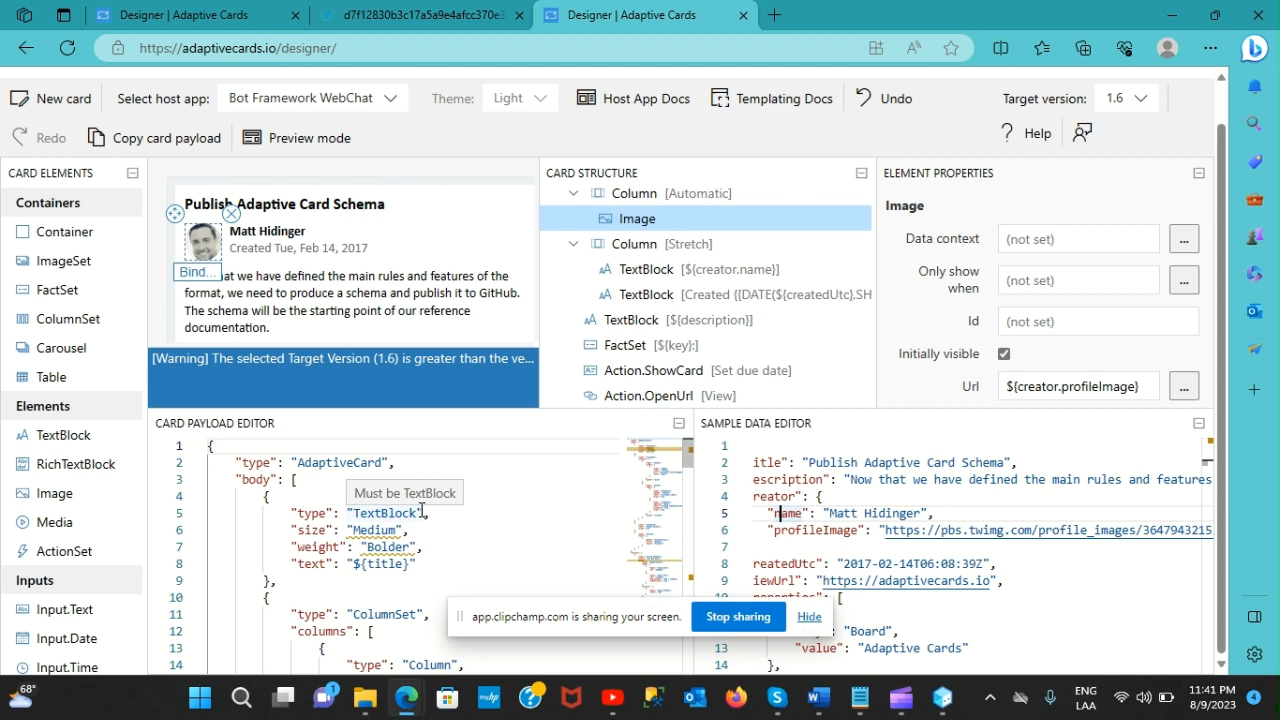 Designer | Adaptive Cards
d7f12830b3c17a5a9e4afcc370e3
Designer | Adaptive Cards
https://adaptivecards.io/designer/
New card
Select host app:
Bot Framework WebChat
Theme:
Light
Host App Docs
Templating Docs
Undo
Target version:
1.6
Redo
Copy card payload
Preview mode
Help
CARD ELEMENTS
Containers
Container
ImageSet
FactSet
ColumnSet
Carousel
Table
Elements
TextBlock
RichTextBlock
Image
Media
ActionSet
Inputs
Input.Text
Input.Date
Input.Time
Publish Adaptive Card Schema
Matt Hidinger
Created Tue, Feb 14, 2017
Bind...
at we have defined the main rules and features of the
format, we need to produce a schema and publish it to GitHub.
The schema will be the starting point of our reference
documentation.
[Warning] The selected Target Version (1.6) is greater than the ve...
CARD STRUCTURE
Column [Automatic]
Image
Column [Stretch]
TextBlock [${creator.name}]
TextBlock [Created {{DATE(${createdUtc},SH
TextBlock [${description}]
FactSet [${key}:]
Action.ShowCard [Set due date]
Action.OpenUrl [View]
ELEMENT PROPERTIES
Image
Data context (not set) ...
Only show when (not set) ...
Id (not set)
Initially visible
Url ${creator.profileImage} ...
CARD PAYLOAD EDITOR
1 {
2 "type": "AdaptiveCard",
3 "body": [
4 {
Must be TextBlock
5 "type": "TextBlock",
6 "size": "Medium",
7 "weight": "Bolder",
8 "text": "${title}"
9 },
10 {
11 "type": "ColumnSet",
12 "columns": [
13 {
14 "type": "Column",
SAMPLE DATA EDITOR
1
2 itle": "Publish Adaptive Card Schema",
3 escription": "Now that we have defined the main rules and features
4 reator": {
5 "name": "Matt Hidinger",
6 "profileImage": "https://pbs.twimg.com/profile_images/3647943215
7
8 reatedUtc": "2017-02-14T06:08:39Z",
9 iewUrl": "https://adaptivecards.io",
[
"Board",
13 "value": "Adaptive Cards"
14 },
app.clipchamp.com is sharing your screen.
Stop sharing
Hide
68°
LAO
LAA
11:41 PM
8/9/2023